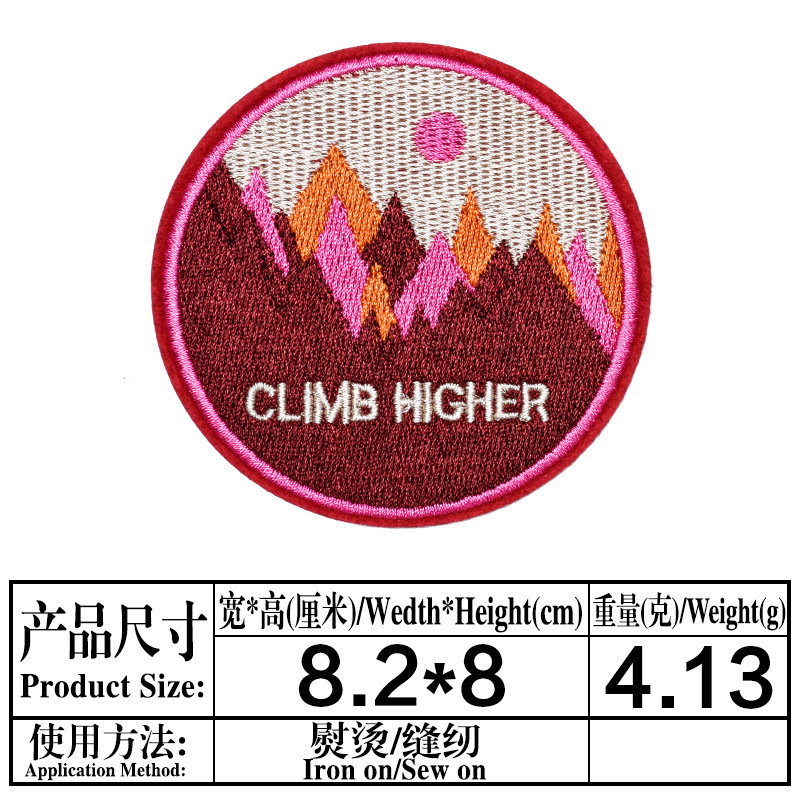 CLIMB HIGHER
产品尺寸
Product Size:
宽*高(厘米)/Wedth*Height(cm)
重量(克)/Weight(g)
8.2*8
4.13
使用方法:
Application Method:
熨烫/缝纫
Iron on/Sew on